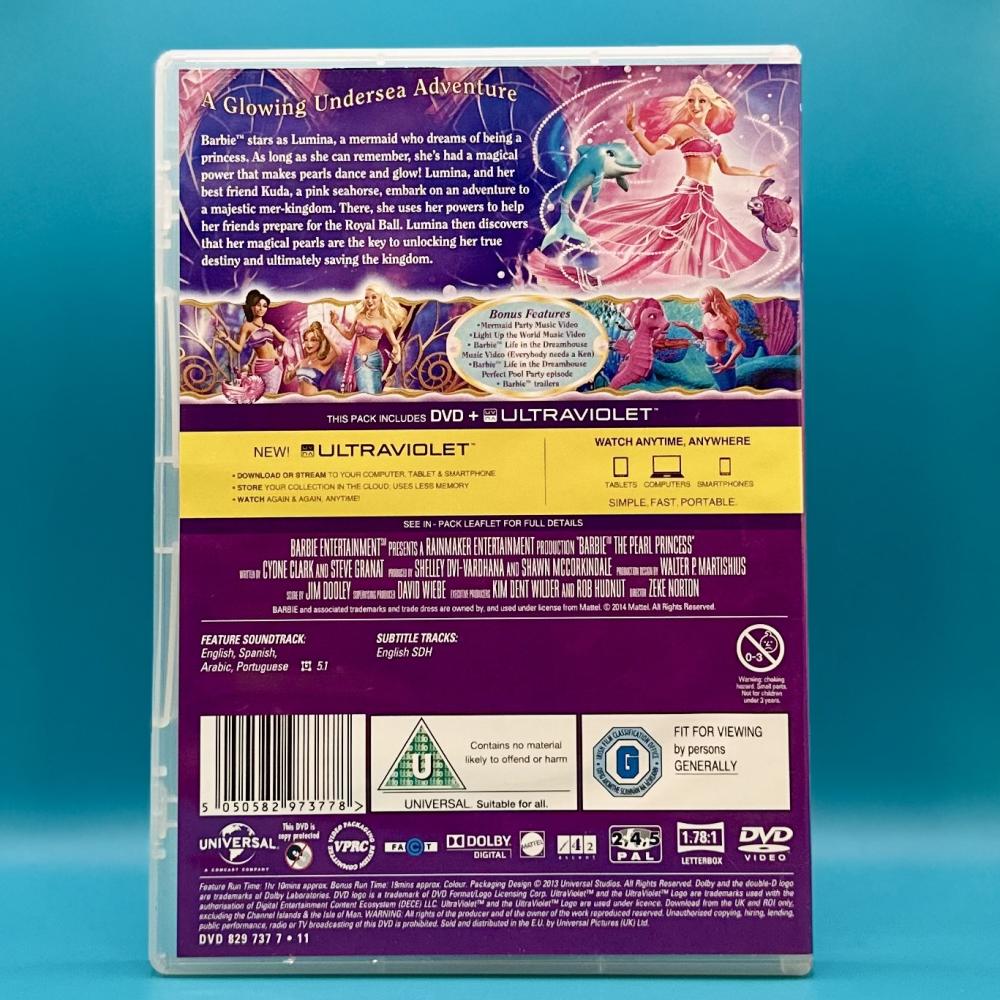 A Glowing Undersea Adventure
Barbie™ stars as Lumina, a mermaid who dreams of being a
princess. As long as she can remember, she's had a magical
power that makes pearls dance and glow! Lumina, and her
best friend Kuda, a pink seahorse, embark on an adventure to
a majestic mer-kingdom. There, she uses her powers to help
her friends prepare for the Royal Ball. Lumina then discovers
that her magical pearls are the key to unlocking her true
destiny and ultimately saving the kingdom.
Bonus Features
•Mermaid Party Music Video
•Light Up the World Music Video
• Barbie™ Life in the Dreamhouse
Music Video (Everybody needs a Ken)
•Barbie™ Life in the Dreamhouse
Perfect Pool Party episode
• Barbie™ trailers
THIS PACK INCLUDES DVD + UV ULTRAVIOLET™
NEW! UV ULTRAVIOLET™
• DOWNLOAD OR STREAM TO YOUR COMPUTER, TABLET & SMARTPHONE
• STORE YOUR COLLECTION IN THE CLOUD: USES LESS MEMORY
• WATCH AGAIN & AGAIN, ANYTIME!
WATCH ANYTIME, ANYWHERE
TABLETS COMPUTERS SMARTPHONES
SIMPLE, FAST, PORTABLE.
SEE IN - PACK LEAFLET FOR FULL DETAILS
BARBIE ENTERTAINMENT℠ PRESENTS A RAINMAKER ENTERTAINMENT PRODUCTION "BARBIE™ THE PEARL PRINCESS"
WRITTEN BY CYDNE CLARK AND STEVE GRANAT PRODUCED BY SHELLEY DVI-VARDHANA AND SHAWN MCCORKINDALE PRODUCTION DESIGN BY WALTER P. MARTISHIUS
SCORE BY JIM DOOLEY SUPERVISING PRODUCER DAVID WIEBE EXECUTIVE PRODUCERS KIM DENT WILDER AND ROB HUDNUT DIRECTOR ZEKE NORTON
BARBIE and associated trademarks and trade dress are owned by, and used under license from Mattel. © 2014 Mattel. All Rights Reserved.
FEATURE SOUNDTRACK:
English, Spanish,
Arabic, Portuguese 5.1
SUBTITLE TRACKS:
English SDH
0-3
Warning: choking
hazard. Small parts.
Not for children
under 3 years.
5 050582 973778 >
U
Contains no material
likely to offend or harm
UNIVERSAL. Suitable for all.
IRISH FILM CLASSIFICATION OFFICE
G
FIT FOR VIEWING
by persons
GENERALLY
UNIVERSAL
A COMCAST COMPANY
This DVD is
copy protected
VIDEO PACKAGING REVIEW COMMITTEE
VPRC
FACT
DOLBY
DIGITAL
MATTEL
142
ASCENT
2,4,5
PAL
1.78:1
LETTERBOX
DVD
VIDEO
Feature Run Time: 1hr 10mins approx. Bonus Run Time: 19mins approx. Colour. Packaging Design © 2013 Universal Studios. All Rights Reserved. Dolby and the double-D logo
are trademarks of Dolby Laboratories. DVD logo is a trademark of DVD Format/Logo Licensing Corp. UltraViolet™ and the UltraViolet™ Logo are trademarks used with the
authorisation of Digital Entertainment Content Ecosystem (DECE) LLC. UltraViolet™ and the UltraViolet™ Logo are used under licence. Download from the UK and ROI only,
excluding the Channel Islands & the Isle of Man. WARNING: All rights of the producer and of the owner of the work reproduced reserved. Unauthorised copying, hiring, lending,
public performance, radio or TV broadcasting of this DVD is prohibited. Sold and distributed in the E.U. by Universal Pictures (UK) Ltd.
DVD 829 737 7 • 11